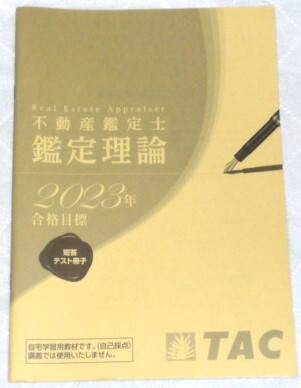 Real Estate Appraiser
不動産鑑定士
鑑定理論
2023年
合格目標
短答
テスト冊子
自宅学習用教材です。(自己採点)
講義では使用いたしません。
TAC